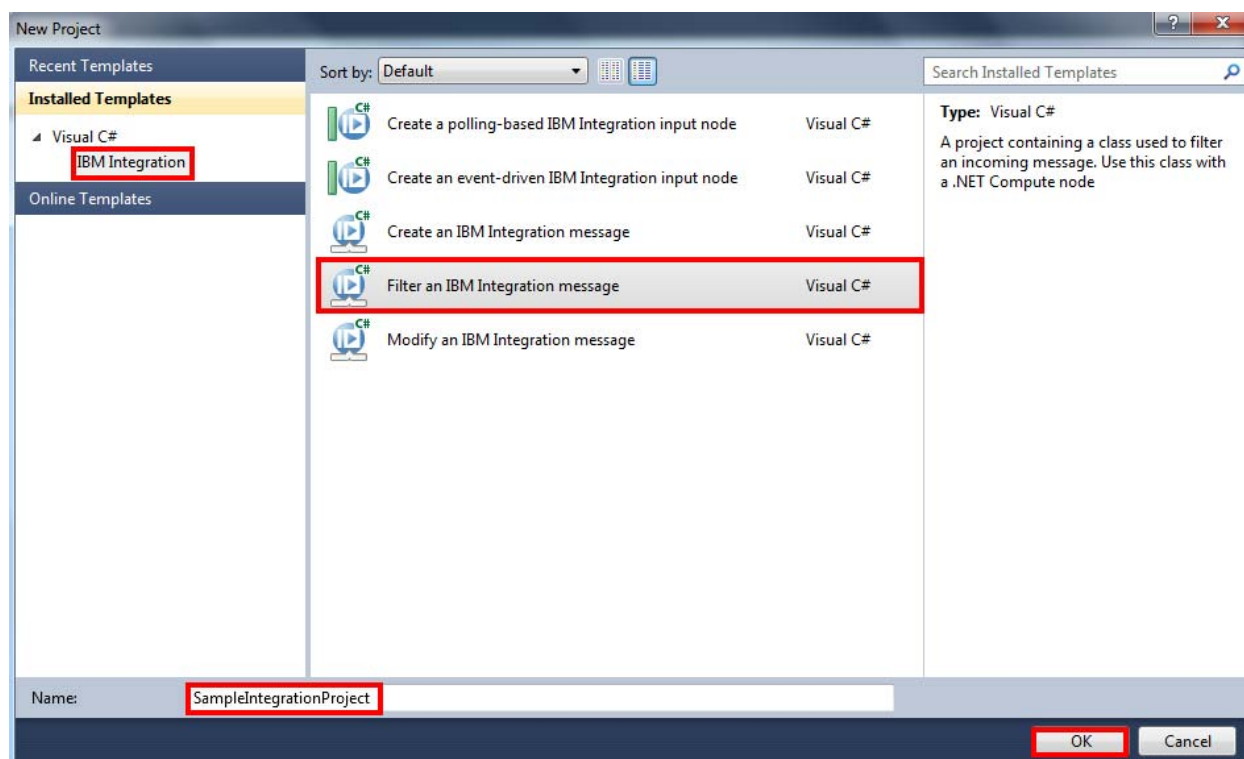 New Project
Recent Templates
Installed Templates
Visual C#
IBM Integration
Online Templates
Sort by: Default
Search Installed Templates
C# Create a polling-based IBM Integration input node Visual C#
C# Create an event-driven IBM Integration input node Visual C#
C# Create an IBM Integration message Visual C#
C# Filter an IBM Integration message Visual C#
C# Modify an IBM Integration message Visual C#
Type: Visual C#
A project containing a class used to filter
an incoming message. Use this class with
a .NET Compute node
Name: SampleIntegrationProject
OK Cancel